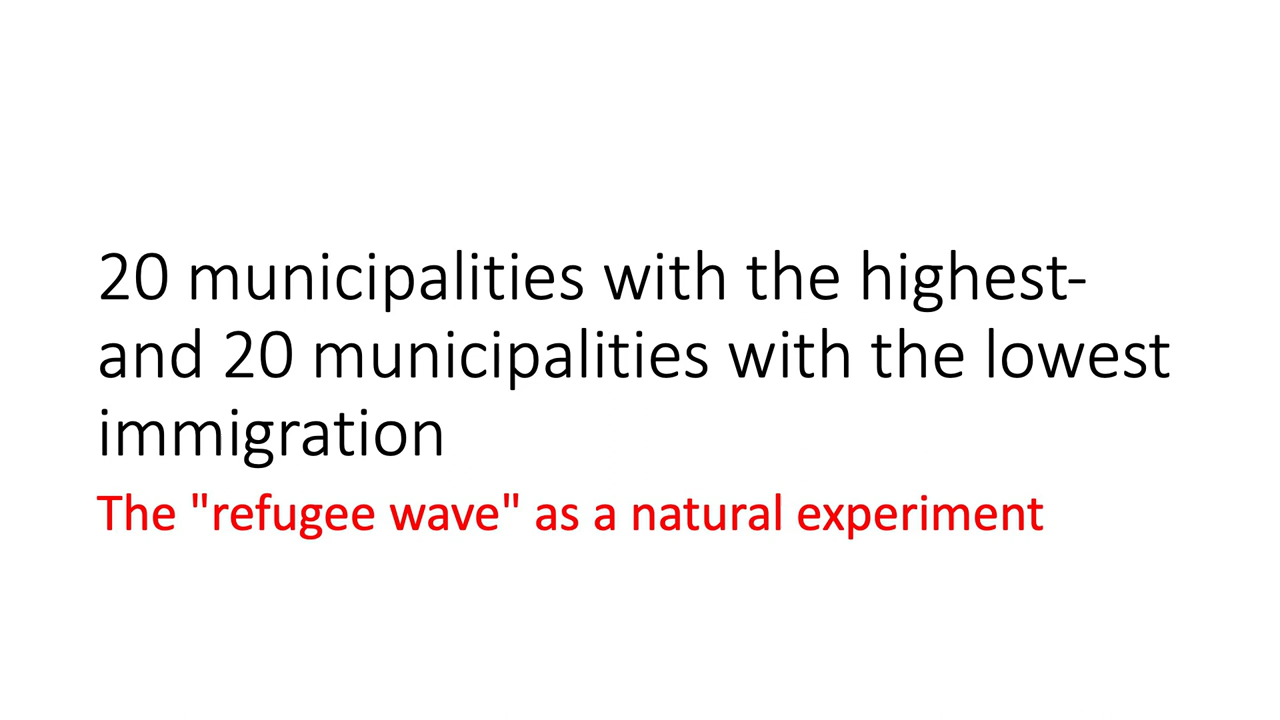 20 municipalities with the highest-
and 20 municipalities with the lowest
immigration
The "refugee wave" as a natural experiment